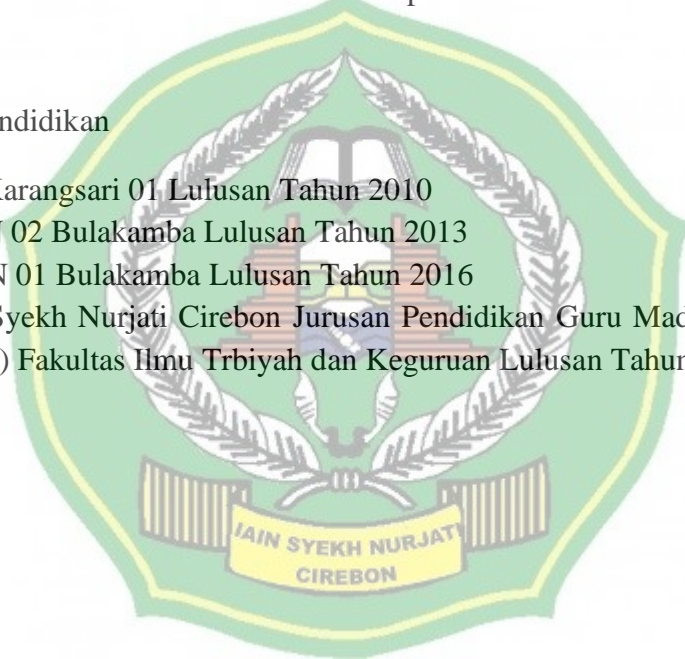 ndidikan
arangsari 01 Lulusan Tahun 2010
02 Bulakamba Lulusan Tahun 2013
N 01 Bulakamba Lulusan Tahun 2016
Syekh Nurjati Cirebon Jurusan Pendidikan Guru Mad
) Fakultas Ilmu Trbiyah dan Keguruan Lulusan Tahun
IAIN SYEKH NURJATI
CIREBON